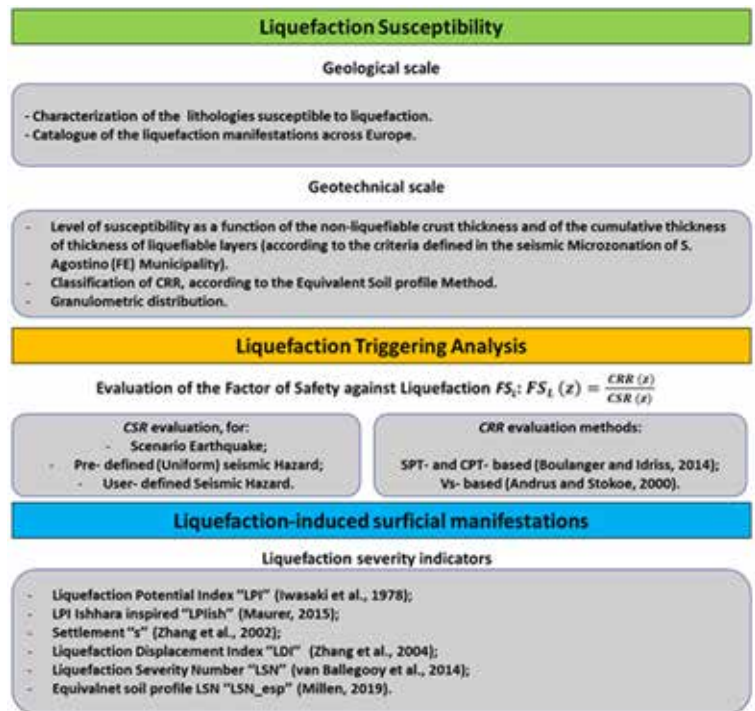 Liquefaction Susceptibility
Geological scale
- Characterization of the lithologies susceptible to liquefaction.
- Catalogue of the liquefaction manifestations across Europe.
Geotechnical scale
- Level of susceptibility as a function of the non-liquefiable crust thickness and of the cumulative thickness
of thickness of liquefiable layers (according to the criteria defined in the seismic Microzonation of S.
Agostino (FE) Municipality).
- Classification of CRR, according to the Equivalent Soil profile Method.
- Granulometric distribution.
Liquefaction Triggering Analysis
Evaluation of the Factor of Safety against Liquefaction FS_L: FS_L (z) = CRR (z) / CSR (z)
CSR evaluation, for:
- Scenario Earthquake;
- Pre- defined (Uniform) seismic Hazard;
- User- defined Seismic Hazard.
CRR evaluation methods:
SPT- and CPT- based (Boulanger and Idriss, 2014);
Vs- based (Andrus and Stokoe, 2000).
Liquefaction-induced surficial manifestations
Liquefaction severity indicators
- Liquefaction Potential Index "LPI" (Iwasaki et al., 1978);
- LPI Ishhara inspired "LPIish" (Maurer, 2015);
- Settlement "s" (Zhang et al., 2002);
- Liquefaction Displacement Index "LDI" (Zhang et al., 2004);
- Liquefaction Severity Number "LSN" (van Ballegooy et al., 2014);
- Equivalnet soil profile LSN "LSN_esp" (Millen, 2019).